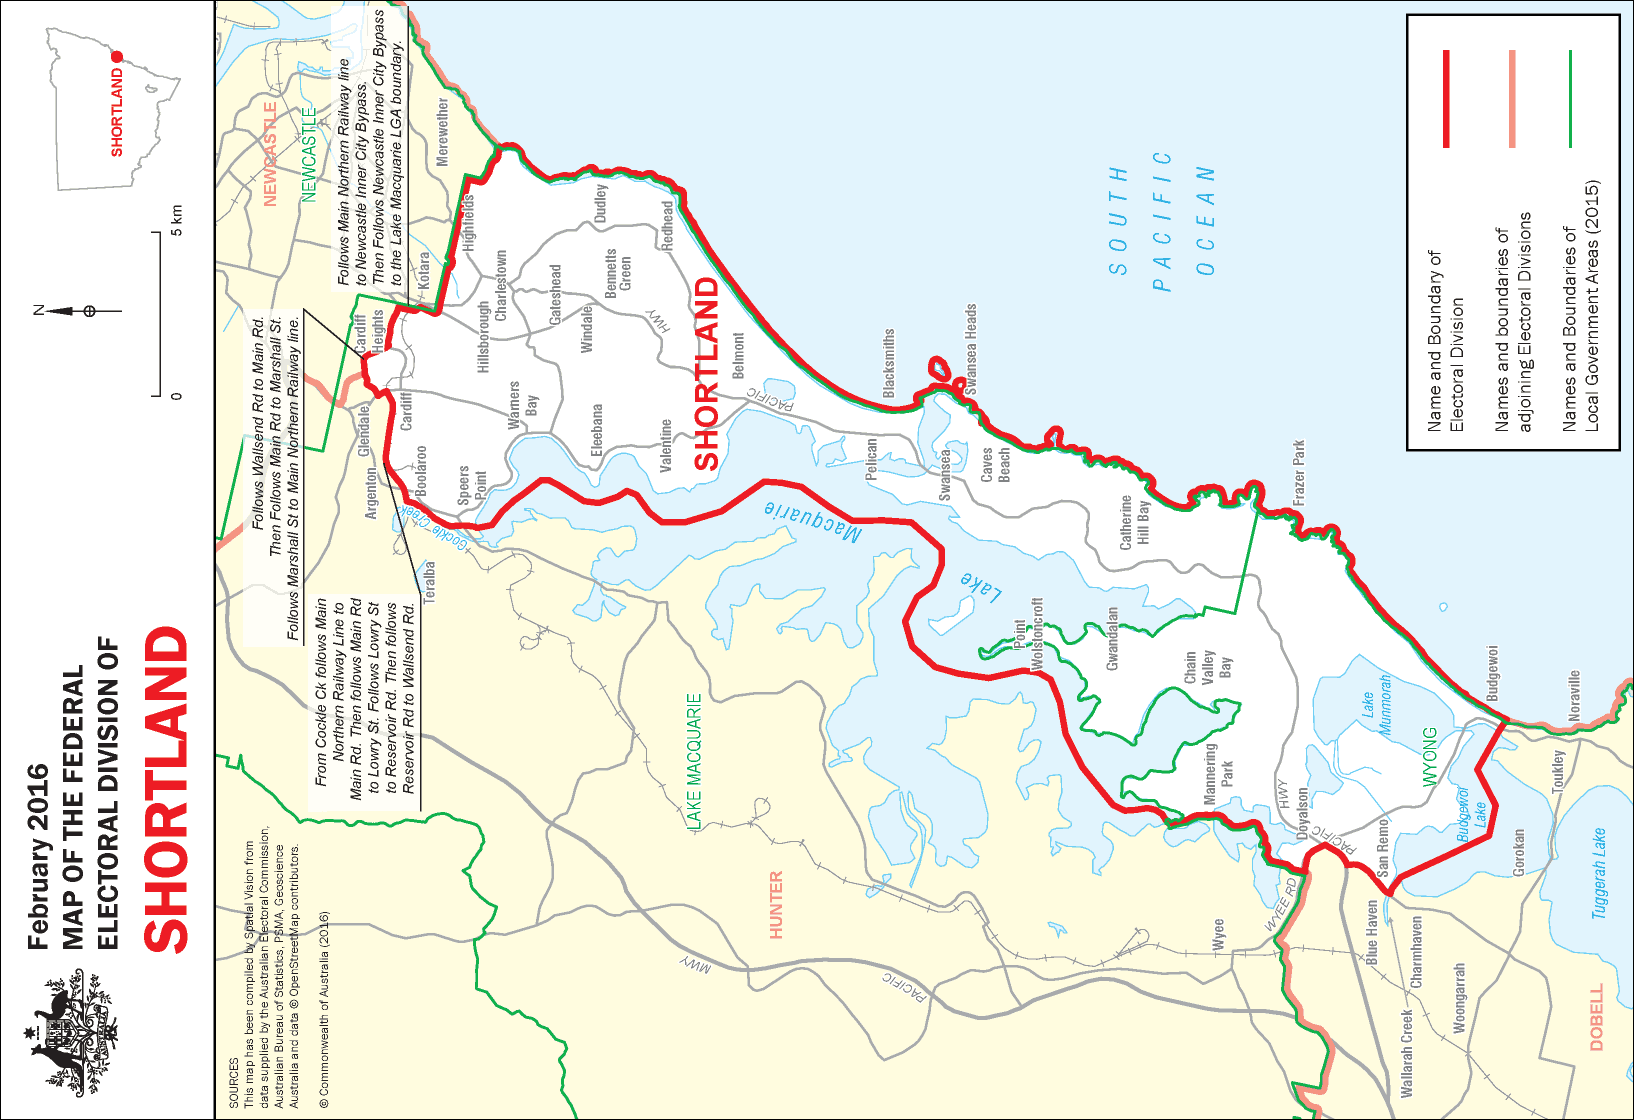 February 2016
MAP OF THE FEDERAL
ELECTORAL DIVISION OF
SHORTLAND
SHORTLAND
N
0
5 km
SOURCES
This map has been compiled by Spatial Vision from
data supplied by the Australian Electoral Commission,
Australian Bureau of Statistics, PSMA, Geoscience
Australia and data © OpenStreetMap contributors.
© Commonwealth of Australia (2016)
Follows Wallsend Rd to Main Rd.
Then Follows Main Rd to Marshall St.
Follows Marshall St to Main Northern Railway line.
Follows Main Northern Railway line
to Newcastle Inner City Bypass.
Then Follows Newcastle Inner City Bypass
to the Lake Macquarie LGA boundary.
From Cockle Ck follows Main
Northern Railway Line to
Main Rd. Then follows Main Rd
to Lowry St. Follows Lowry St
to Reservoir Rd. Then follows
Reservoir Rd to Wallsend Rd.
NEWCASTLE
NEWCASTLE
Merewether
Highfields
Kotara
Cardiff
Heights
Glendale
Cardiff
Argenton
Boolaroo
Cockle Creek
Teralba
Speers
Point
Charlestown
Hillsborough
Warners
Bay
Gateshead
Windale
Bennetts
Green
Dudley
Redhead
HWY
Eleebana
Valentine
SHORTLAND
Belmont
PACIFIC
Blacksmiths
Pelican
Swansea
Swansea Heads
Caves
Beach
Catherine
Hill Bay
Frazer Park
SOUTH
PACIFIC
OCEAN
Lake
Macquarie
Point
Wolstoncroft
Gwandalan
Chain
Valley
Bay
Mannering
Park
LAKE MACQUARIE
HUNTER
MWY
PACIFIC
Wyee
WYEE RD
Doyalson
HWY
PACIFIC
San Remo
Lake
Munmorah
WYONG
Budgewoi
Lake
Budgewoi
Noraville
Toukley
Gorokan
Tuggerah Lake
Blue Haven
Charmhaven
Woongarrah
Wallarah Creek
DOBELL
Name and Boundary of
Electoral Division
Names and boundaries of
adjoining Electoral Divisions
Names and Boundaries of
Local Government Areas (2015)